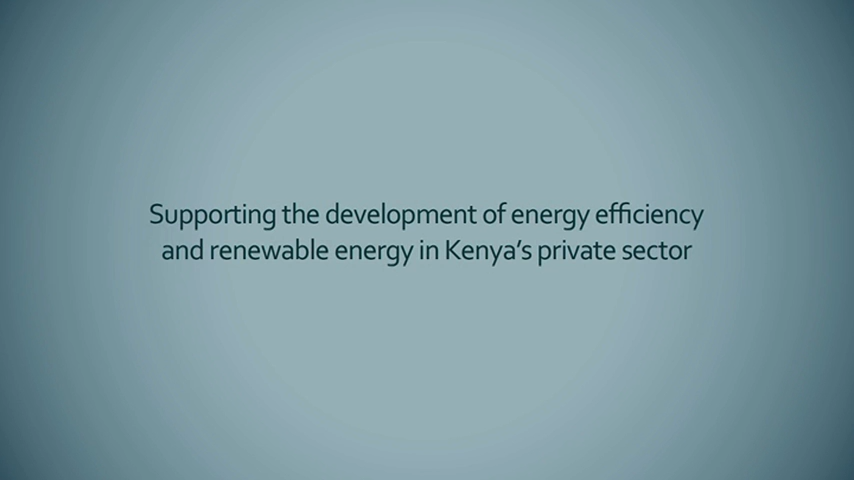 Supporting the development of energy efficiency
and renewable energy in Kenya's private sector